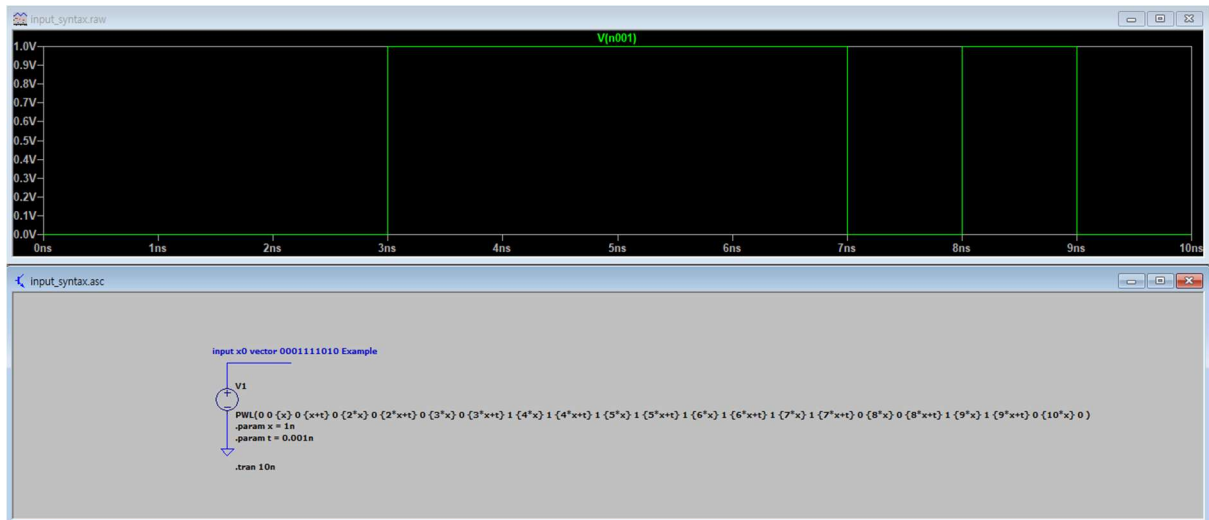 input_syntax.raw
V(n001)
1.0V
0.9V
0.8V
0.7V
0.6V
0.5V
0.4V
0.3V
0.2V
0.1V
0.0V
0ns 1ns 2ns 3ns 4ns 5ns 6ns 7ns 8ns 9ns 10ns
input_syntax.asc
input x0 vector 0001111010 Example
V1
PWL(0 0 {x} 0 {x+t} 0 {2*x} 0 {2*x+t} 0 {3*x} 0 {3*x+t} 1 {4*x} 1 {4*x+t} 1 {5*x} 1 {5*x+t} 1 {6*x} 1 {6*x+t} 1 {7*x} 1 {7*x+t} 0 {8*x} 0 {8*x+t} 1 {9*x} 1 {9*x+t} 0 {10*x} 0 )
.param x = 1n
.param t = 0.001n
.tran 10n